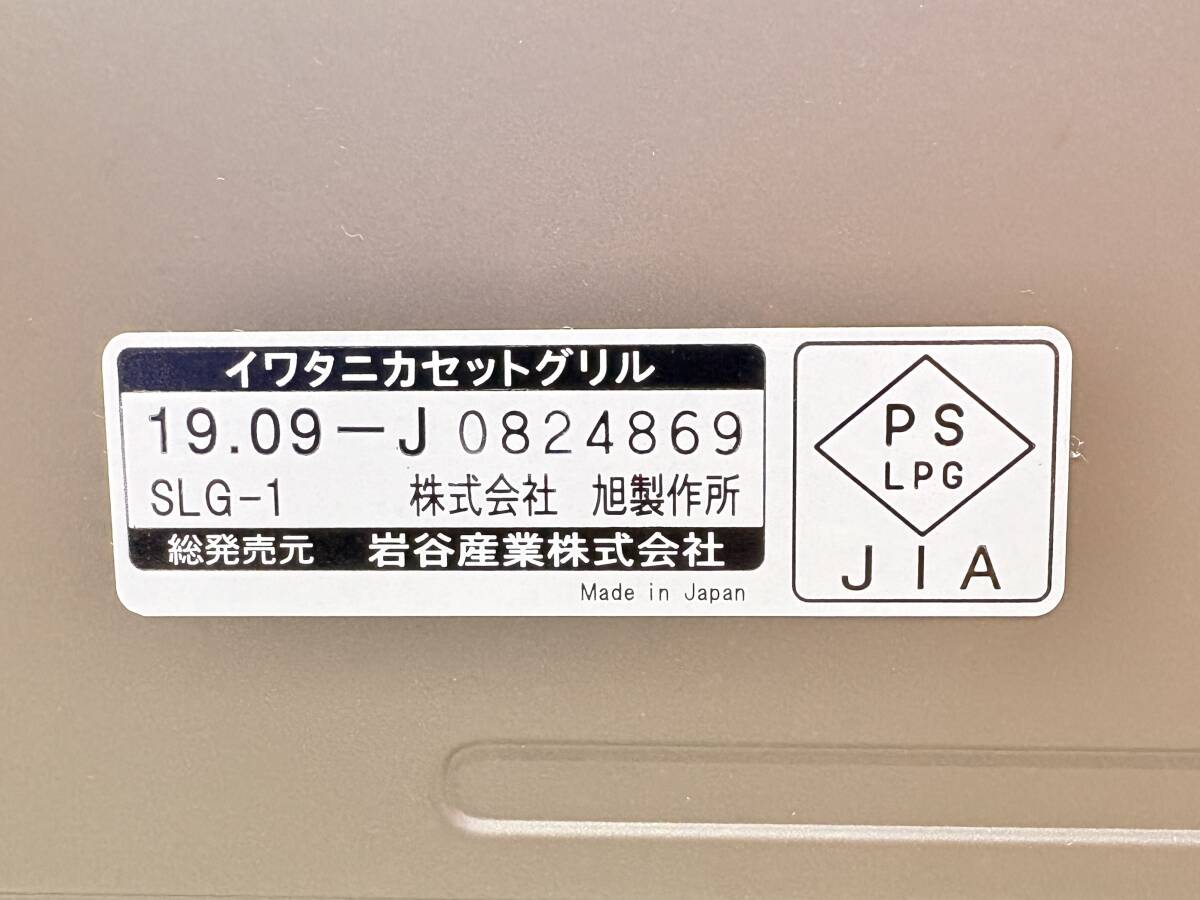 イワタニカセットグリル
19.09-J 0824869
SLG-1 株式会社 旭製作所
総発売元 岩谷産業株式会社
Made in Japan
PS
LPG
JIA